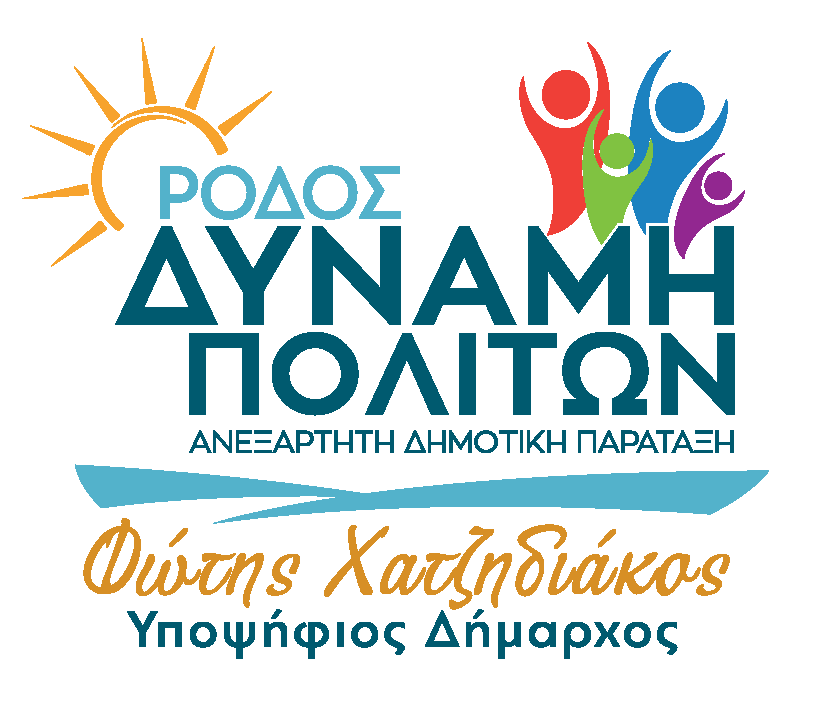 ΡΟΔΟΣ
ΔΥΝΑΜΗ
ΠΟΛΙΤΩΝ
ΑΝΕΞΑΡΤΗΤΗ ΔΗΜΟΤΙΚΗ ΠΑΡΑΤΑΞΗ
Φώτης Χατζηδιάκος
Υποψήφιος Δήμαρχος